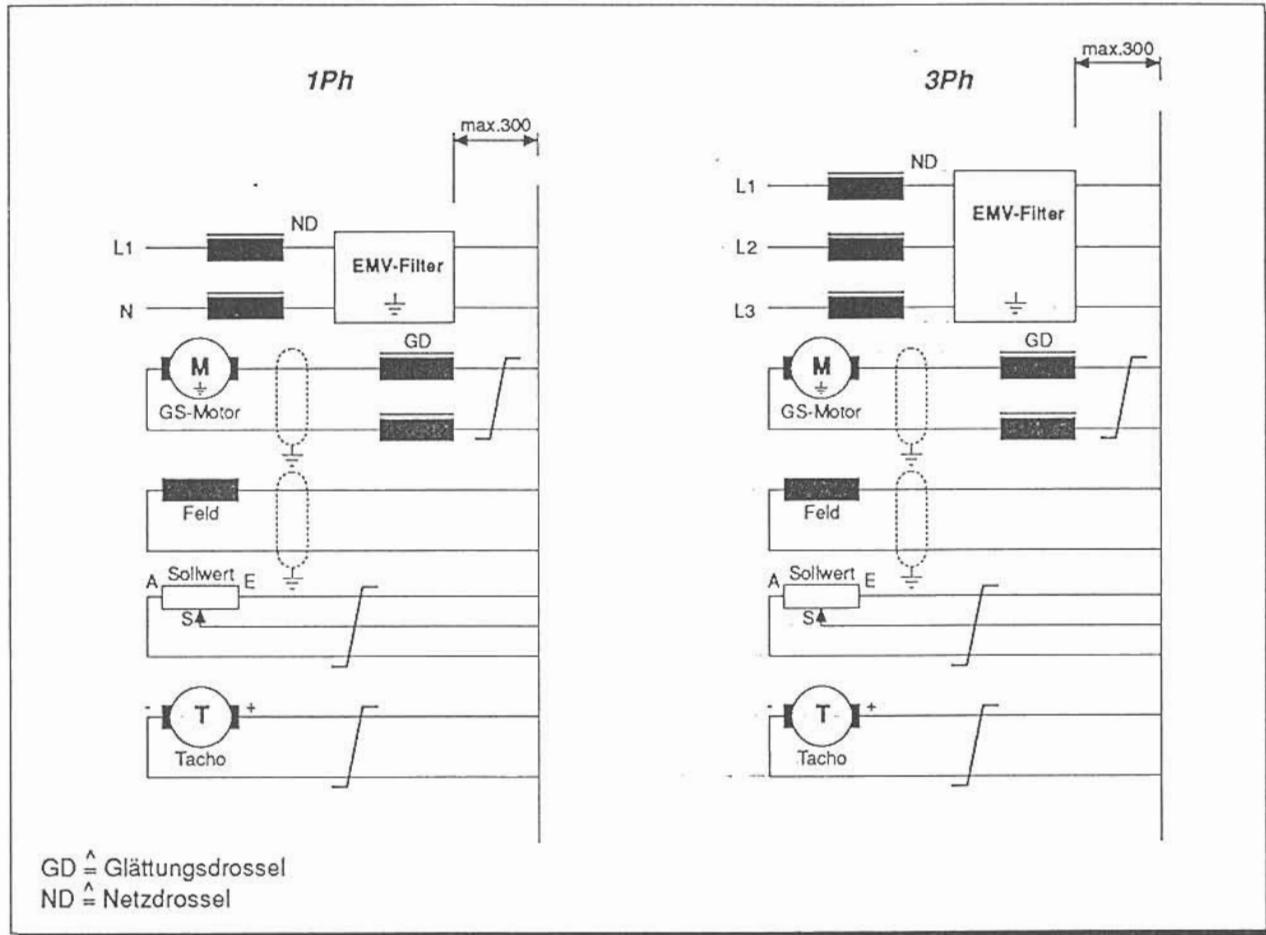 1Ph
max.300
ND
L1
EMV-Filter
N
GD
M
GS-Motor
Feld
A Sollwert E
S
- T +
Tacho
3Ph
max.300
ND
L1
EMV-Filter
L2
L3
GD
M
GS-Motor
Feld
A Sollwert E
S
- T +
Tacho
GD ≙ Glättungsdrossel
ND ≙ Netzdrossel